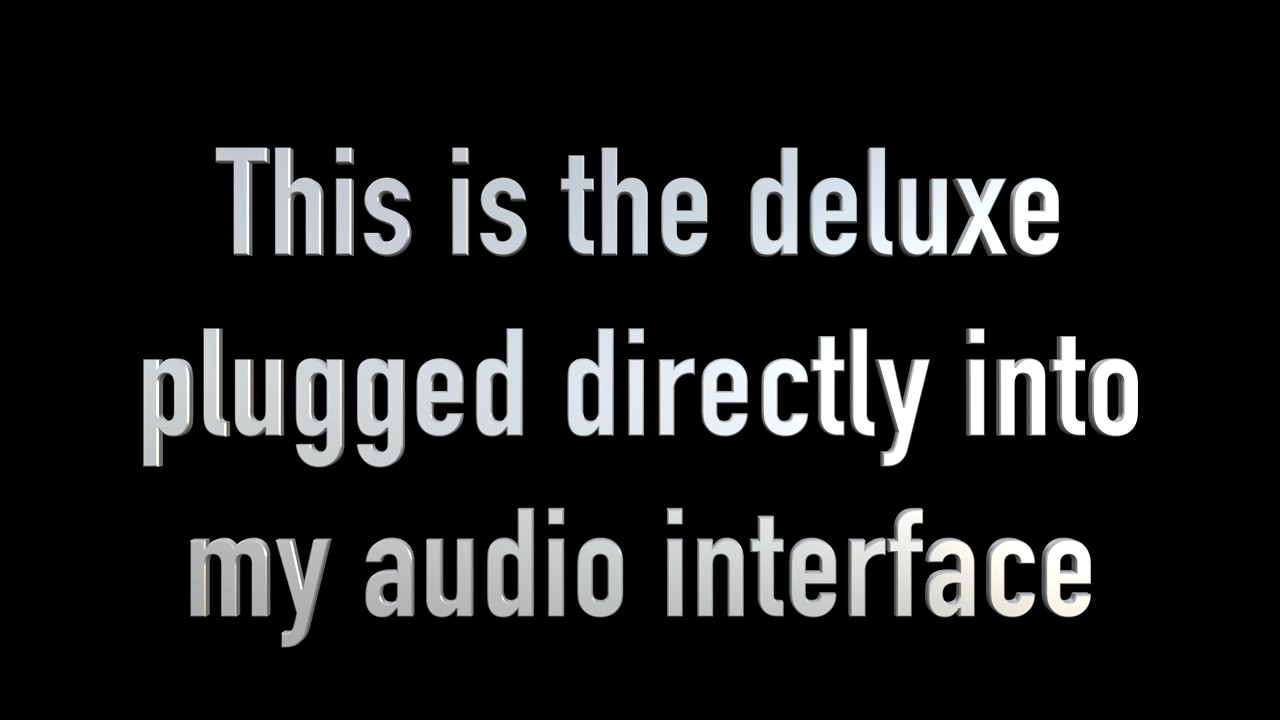 This is the deluxe
plugged directly into
my audio interface